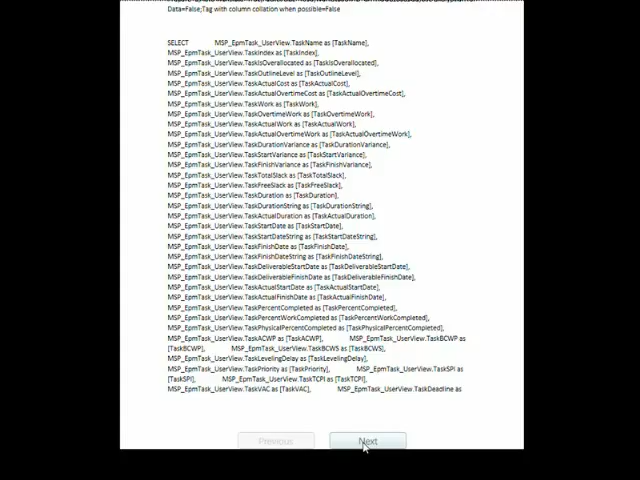 Data=False;Tag with column collation when possible=False
SELECT MSP_EpmTask_UserView.TaskName as [TaskName],
MSP_EpmTask_UserView.TaskIndex as [TaskIndex],
MSP_EpmTask_UserView.TaskIsOverallocated as [TaskIsOverallocated],
MSP_EpmTask_UserView.TaskOutlineLevel as [TaskOutlineLevel],
MSP_EpmTask_UserView.TaskActualCost as [TaskActualCost],
MSP_EpmTask_UserView.TaskActualOvertimeCost as [TaskActualOvertimeCost],
MSP_EpmTask_UserView.TaskWork as [TaskWork],
MSP_EpmTask_UserView.TaskOvertimeWork as [TaskOvertimeWork],
MSP_EpmTask_UserView.TaskActualWork as [TaskActualWork],
MSP_EpmTask_UserView.TaskActualOvertimeWork as [TaskActualOvertimeWork],
MSP_EpmTask_UserView.TaskDurationVariance as [TaskDurationVariance],
MSP_EpmTask_UserView.TaskStartVariance as [TaskStartVariance],
MSP_EpmTask_UserView.TaskFinishVariance as [TaskFinishVariance],
MSP_EpmTask_UserView.TaskTotalSlack as [TaskTotalSlack],
MSP_EpmTask_UserView.TaskFreeSlack as [TaskFreeSlack],
MSP_EpmTask_UserView.TaskDuration as [TaskDuration],
MSP_EpmTask_UserView.TaskDurationString as [TaskDurationString],
MSP_EpmTask_UserView.TaskActualDuration as [TaskActualDuration],
MSP_EpmTask_UserView.TaskStartDate as [TaskStartDate],
MSP_EpmTask_UserView.TaskStartDateString as [TaskStartDateString],
MSP_EpmTask_UserView.TaskFinishDate as [TaskFinishDate],
MSP_EpmTask_UserView.TaskFinishDateString as [TaskFinishDateString],
MSP_EpmTask_UserView.TaskDeliverableStartDate as [TaskDeliverableStartDate],
MSP_EpmTask_UserView.TaskDeliverableFinishDate as [TaskDeliverableFinishDate],
MSP_EpmTask_UserView.TaskActualStartDate as [TaskActualStartDate],
MSP_EpmTask_UserView.TaskActualFinishDate as [TaskActualFinishDate],
MSP_EpmTask_UserView.TaskPercentCompleted as [TaskPercentCompleted],
MSP_EpmTask_UserView.TaskPercentWorkCompleted as [TaskPercentWorkCompleted],
MSP_EpmTask_UserView.TaskPhysicalPercentCompleted as [TaskPhysicalPercentCompleted],
MSP_EpmTask_UserView.TaskACWP as [TaskACWP], MSP_EpmTask_UserView.TaskBCWP as
[TaskBCWP], MSP_EpmTask_UserView.TaskBCWS as [TaskBCWS],
MSP_EpmTask_UserView.TaskLevelingDelay as [TaskLevelingDelay],
MSP_EpmTask_UserView.TaskPriority as [TaskPriority], MSP_EpmTask_UserView.TaskSPI as
[TaskSPI], MSP_EpmTask_UserView.TaskTCPI as [TaskTCPI],
MSP_EpmTask_UserView.TaskVAC as [TaskVAC], MSP_EpmTask_UserView.TaskDeadline as
Previous Next